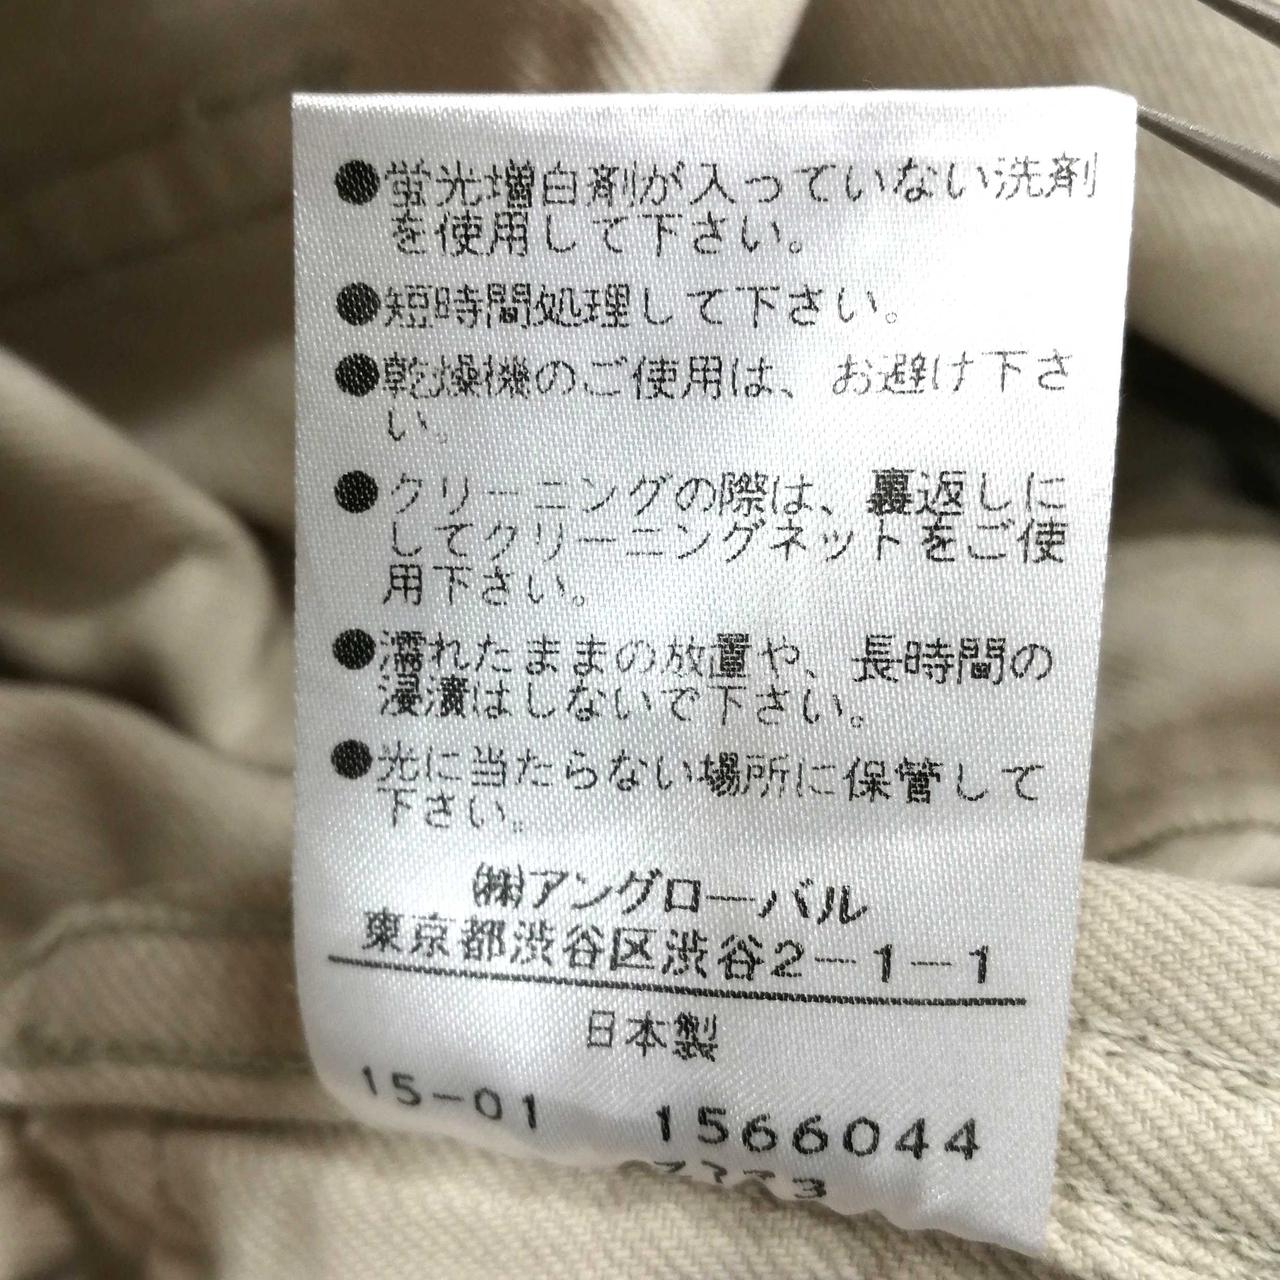 ●蛍光増白剤が入っていない洗剤
を使用して下さい。
●短時間処理して下さい。
●乾燥機のご使用は、お避け下さ
い。
●クリーニングの際は、裏返しに
してクリーニングネットをご使
用下さい。
●濡れたままの放置や、長時間の
浸漬はしないで下さい。
●光に当たらない場所に保管して
下さい。
㈱アングローバル
東京都渋谷区渋谷2-1-1
日本製
15-01 1566044